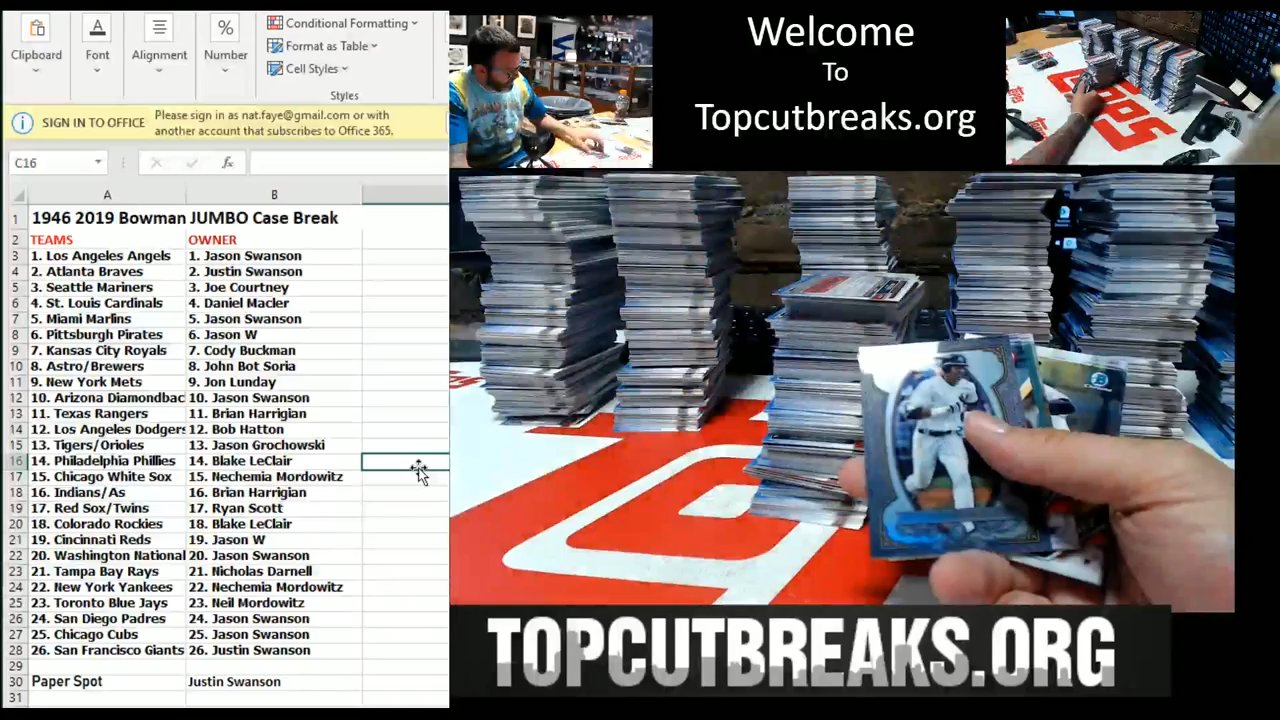 Clipboard
Font
Alignment
%
Number
Conditional Formatting
Format as Table
Cell Styles
Styles
SIGN IN TO OFFICE
Please sign in as nat.faye@gmail.com or with
another account that subscribes to Office 365.
C16
fx
A B
1 1946 2019 Bowman JUMBO Case Break
2 TEAMS OWNER
3 1. Los Angeles Angels 1. Jason Swanson
4 2. Atlanta Braves 2. Justin Swanson
5 3. Seattle Mariners 3. Joe Courtney
6 4. St. Louis Cardinals 4. Daniel Macler
7 5. Miami Marlins 5. Jason Swanson
8 6. Pittsburgh Pirates 6. Jason W
9 7. Kansas City Royals 7. Cody Buckman
10 8. Astro/Brewers 8. John Bot Soria
11 9. New York Mets 9. Jon Lunday
12 10. Arizona Diamondbac 10. Jason Swanson
13 11. Texas Rangers 11. Brian Harrigian
14 12. Los Angeles Dodgers 12. Bob Hatton
15 13. Tigers/Orioles 13. Jason Grochowski
16 14. Philadelphia Phillies 14. Blake LeClair
17 15. Chicago White Sox 15. Nechemia Mordowitz
18 16. Indians/As 16. Brian Harrigian
19 17. Red Sox/Twins 17. Ryan Scott
20 18. Colorado Rockies 18. Blake LeClair
21 19. Cincinnati Reds 19. Jason W
22 20. Washington National 20. Jason Swanson
23 21. Tampa Bay Rays 21. Nicholas Darnell
24 22. New York Yankees 22. Nechemia Mordowitz
25 23. Toronto Blue Jays 23. Neil Mordowitz
26 24. San Diego Padres 24. Jason Swanson
27 25. Chicago Cubs 25. Jason Swanson
28 26. San Francisco Giants 26. Justin Swanson
29
30 Paper Spot Justin Swanson
31
Welcome
To
Topcutbreaks.org
TOPCUTBREAKS.ORG